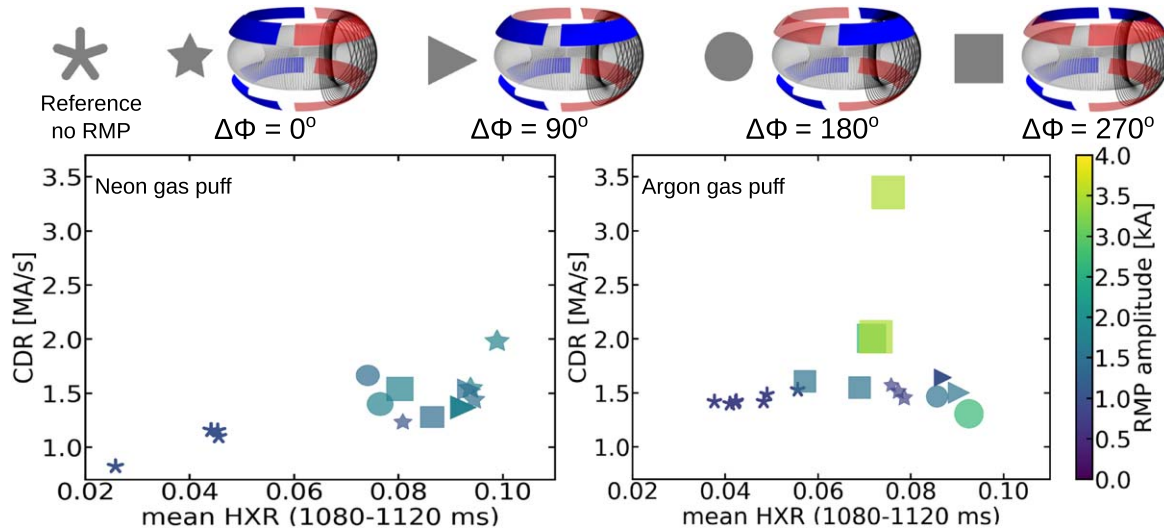 Reference
no RMP
ΔΦ = 0º
ΔΦ = 90º
ΔΦ = 180º
ΔΦ = 270º
Neon gas puff
CDR [MA/s]
3.5
3.0
2.5
2.0
1.5
1.0
0.02
0.04
0.06
0.08
0.10
mean HXR (1080-1120 ms)
Argon gas puff
CDR [MA/s]
3.5
3.0
2.5
2.0
1.5
1.0
0.02
0.04
0.06
0.08
0.10
mean HXR (1080-1120 ms)
4.0
3.5
3.0
2.5
2.0
1.5
1.0
0.5
0.0
RMP amplitude [kA]